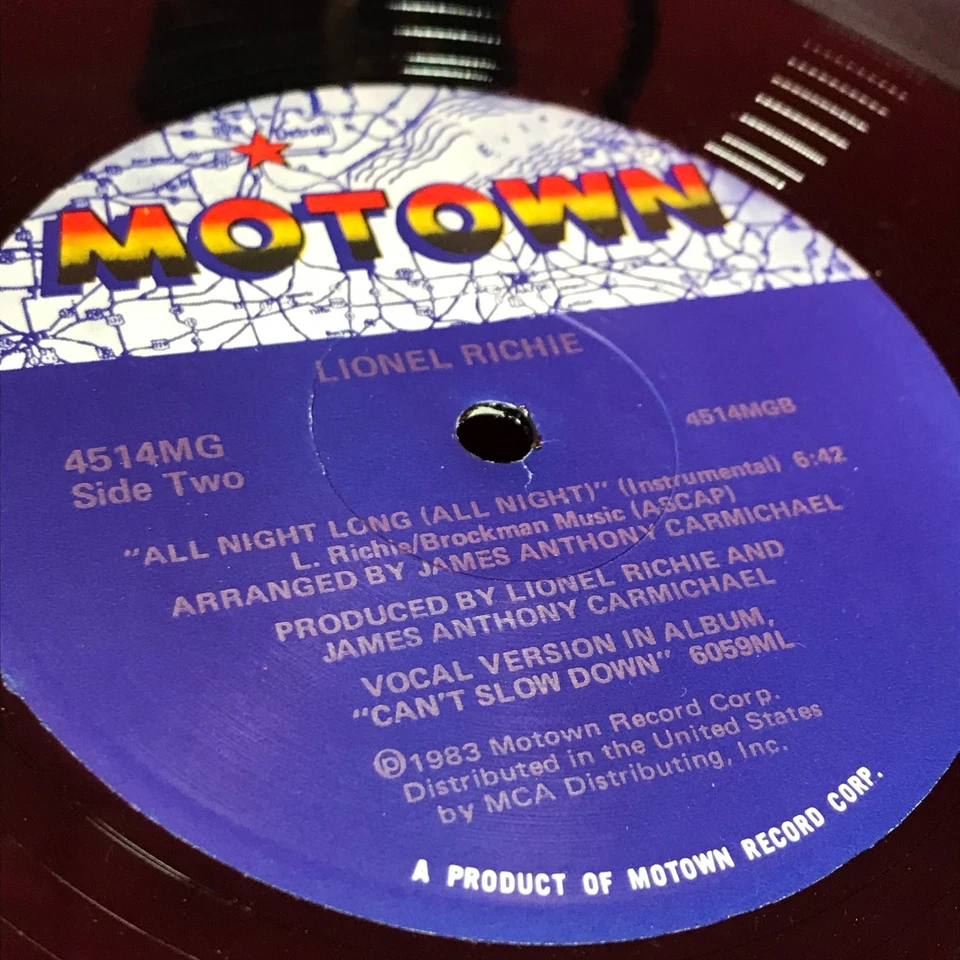 Detroit
Erie
MOTOWN
LIONEL RICHIE
4514MG
Side Two
4514MGB
"ALL NIGHT LONG (ALL NIGHT)" (Instrumental) 6:42
L. Richie/Brockman Music (ASCAP)
ARRANGED BY JAMES ANTHONY CARMICHAEL
PRODUCED BY LIONEL RICHIE AND
JAMES ANTHONY CARMICHAEL
VOCAL VERSION IN ALBUM,
"CAN'T SLOW DOWN" 6059ML
Ⓟ1983 Motown Record Corp.
Distributed in the United States
by MCA Distributing, Inc.
A PRODUCT OF MOTOWN RECORD CORP.